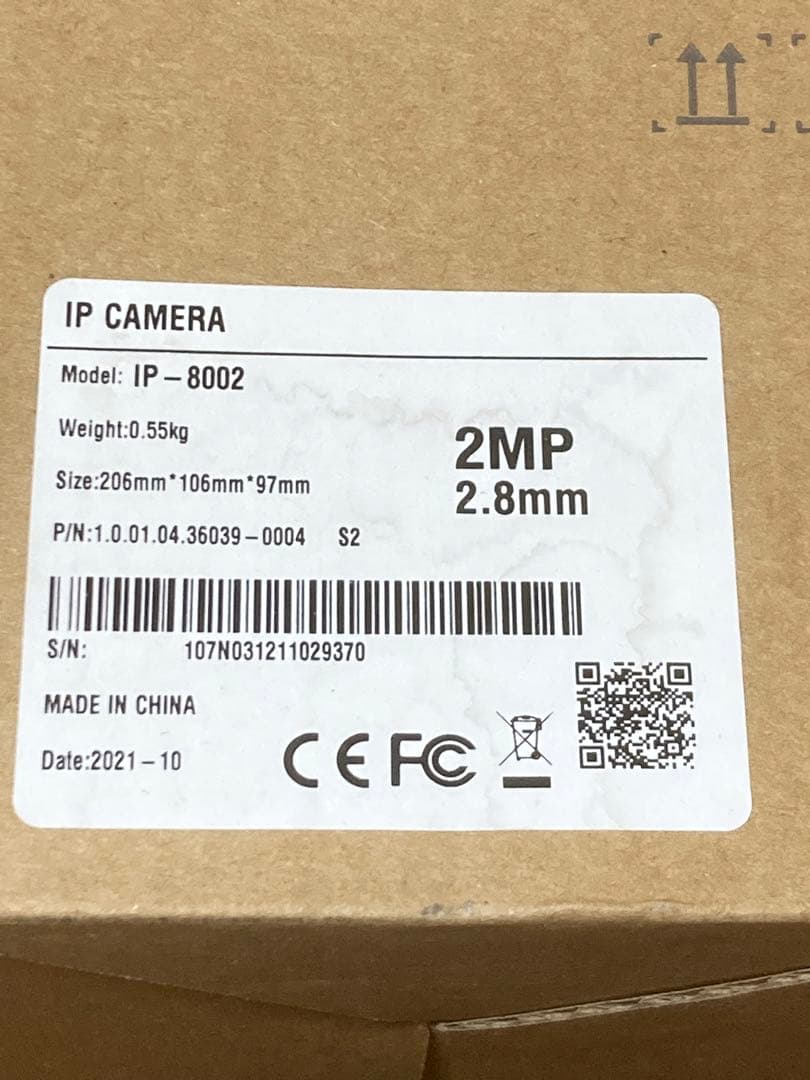 IP CAMERA
Model: IP-8002
Weight:0.55kg
Size:206mm*106mm*97mm
2MP
2.8mm
P/N:1.0.01.04.36039-0004 S2
S/N: 107N031211029370
MADE IN CHINA
Date:2021-10
CE FC